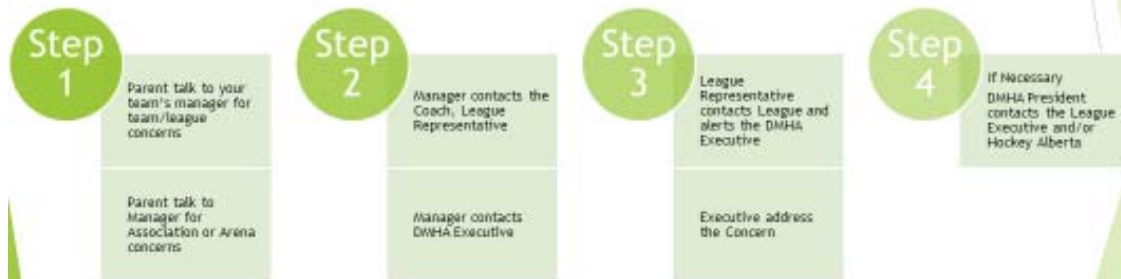 Step
1
Parent talk to your
team's manager for
team/league
concerns
Parent talk to
Manager for
Association or Arena
concerns
Step
2
Manager contacts the
Coach, League
Representative
Manager contacts
DMHA Executive
Step
3
League
Representative
contacts League and
alerts the DMHA
Executive
Executive address
the Concern
Step
4
If Necessary
DMHA President
contacts the League
Executive and/or
Hockey Alberta